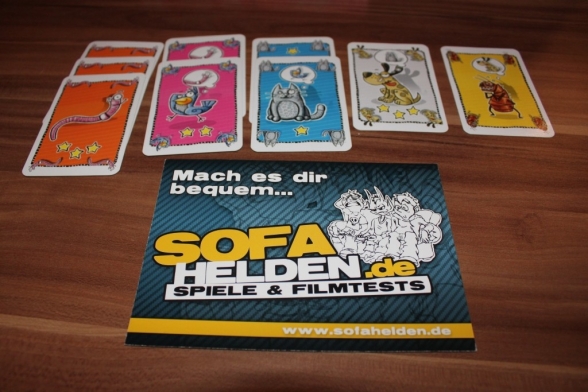 Mach es dir
bequem...
SOFA
HELDEN.de
SPIELE & FILMTESTS
www.sofahelden.de